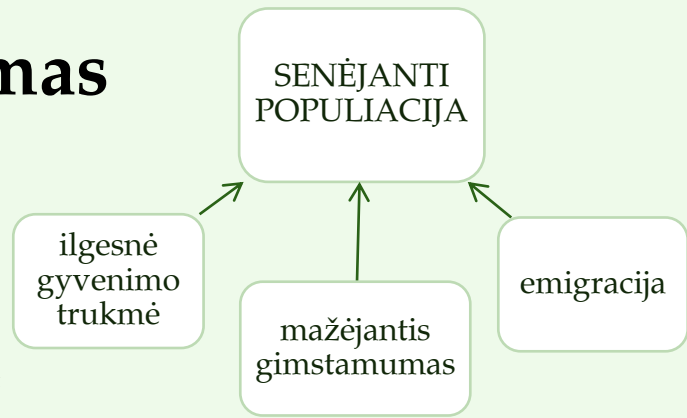 mas
SENĖJANTI
POPULIACIJA
ilgesnė
gyvenimo
trukmė
mažėjantis
gimstamumas
emigracija